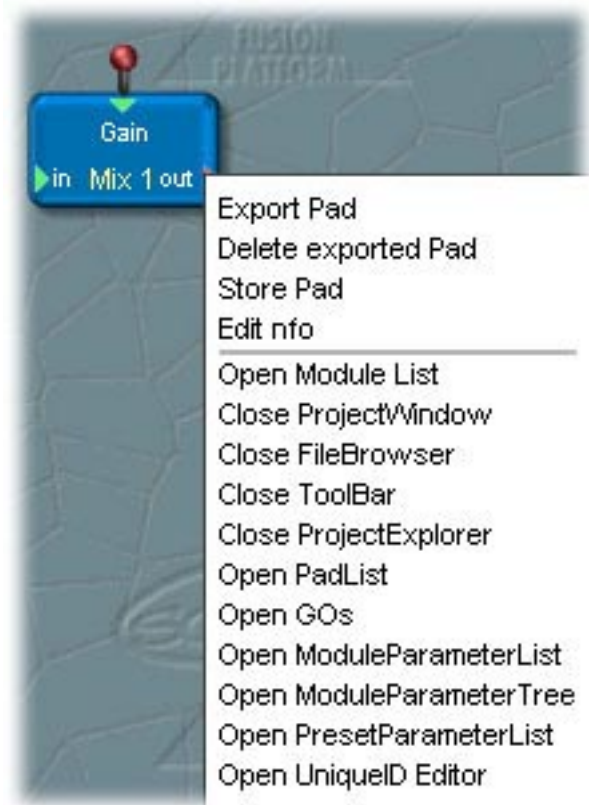 FUSION
PLATFORM
Gain
in Mix 1 out
Export Pad
Delete exported Pad
Store Pad
Edit nfo
Open Module List
Close ProjectWindow
Close FileBrowser
Close ToolBar
Close ProjectExplorer
Open PadList
Open GOs
Open ModuleParameterList
Open ModuleParameterTree
Open PresetParameterList
Open UniqueID Editor